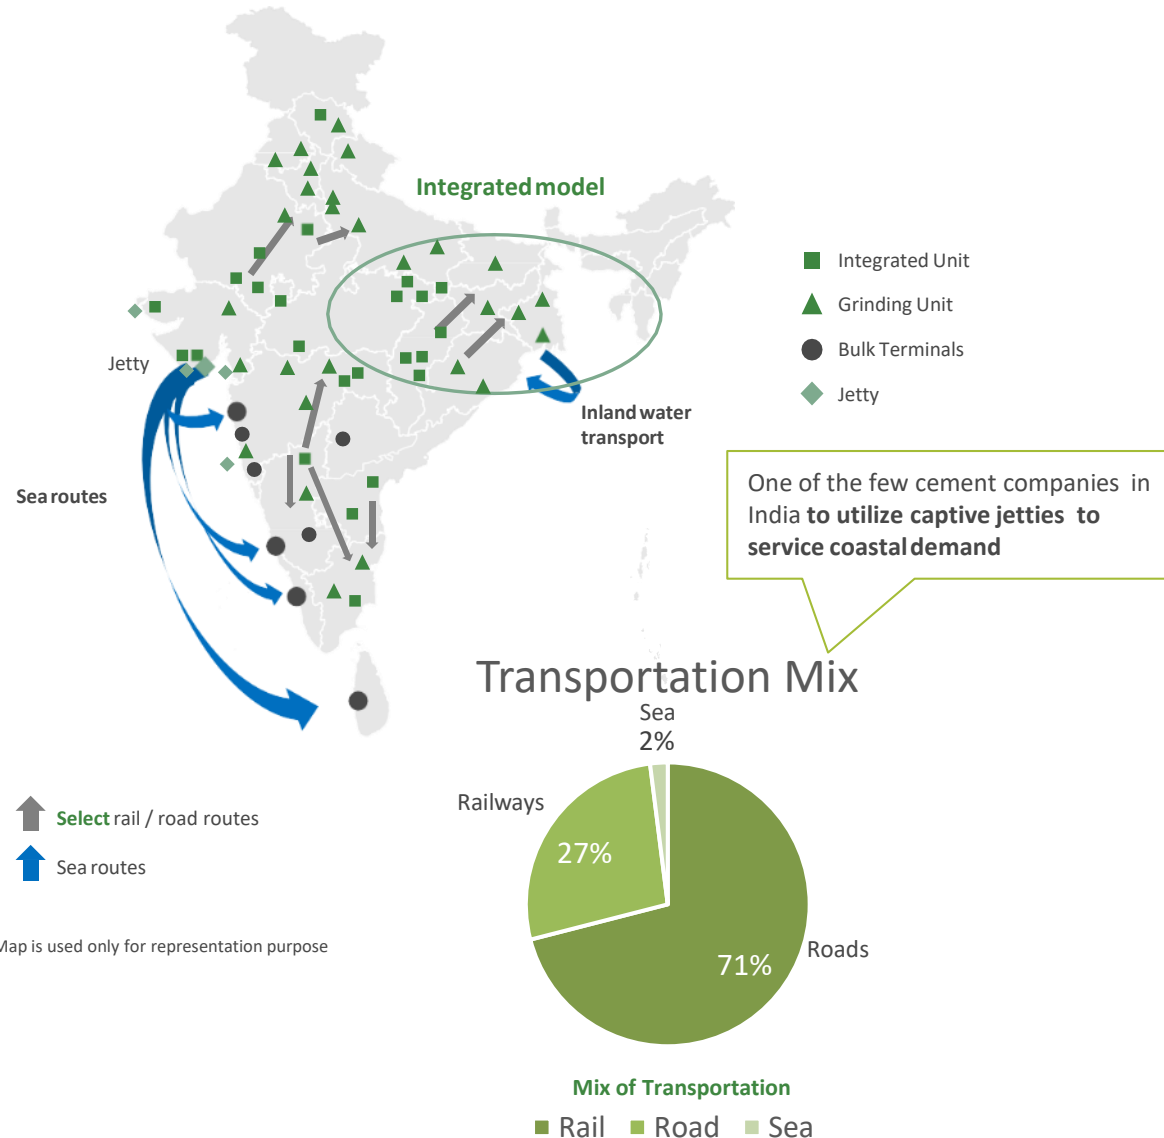 Integrated model
Integrated Unit
Grinding Unit
Bulk Terminals
Jetty
Jetty
Inland water
transport
Sea routes
One of the few cement companies in
India to utilize captive jetties to
service coastal demand
Transportation Mix
Sea
2%
Railways
27%
71%
Roads
Select rail / road routes
Sea routes
Map is used only for representation purpose
Mix of Transportation
Rail Road Sea